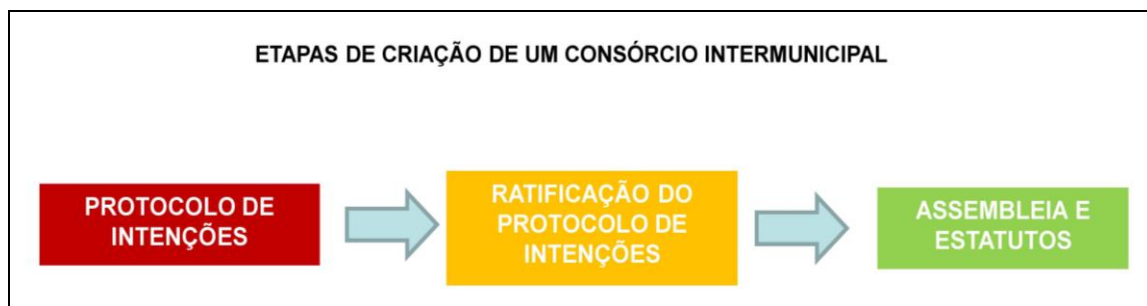 ETAPAS DE CRIAÇÃO DE UM CONSÓRCIO INTERMUNICIPAL
PROTOCOLO DE
INTENÇÕES
RATIFICAÇÃO DO
PROTOCOLO DE
INTENÇÕES
ASSEMBLEIA E
ESTATUTOS